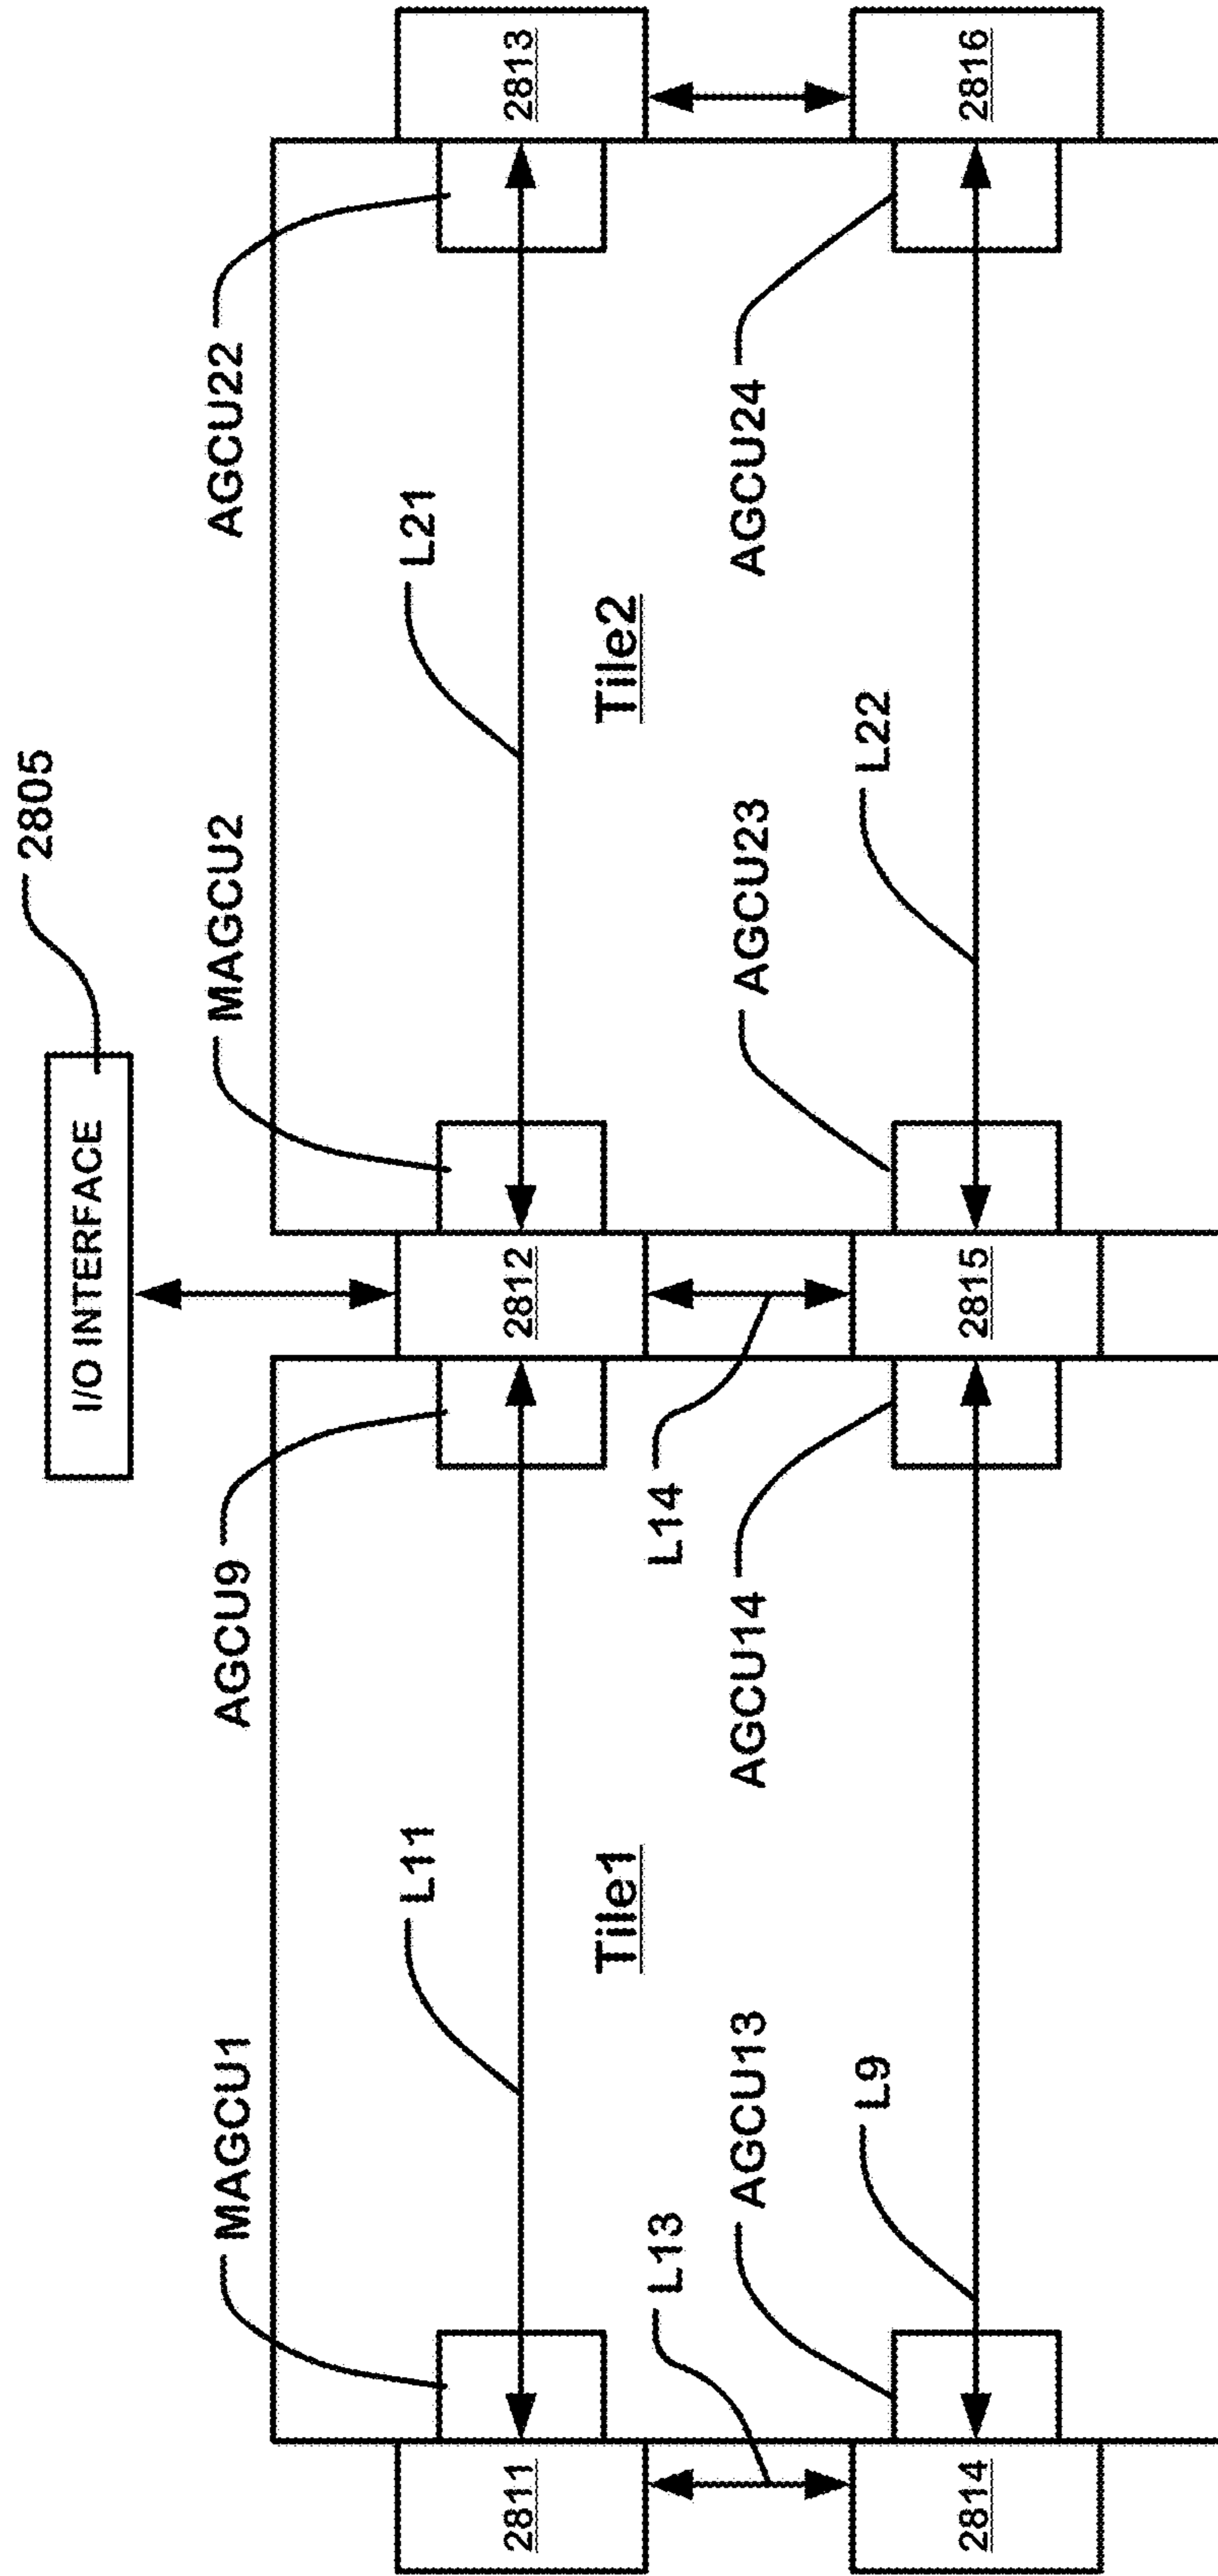 2805
I/O INTERFACE
MAGCU1
AGCU9
MAGCU2
AGCU22
L11
L21
2811
2812
2813
Tile1
Tile2
L13
L14
AGCU13
AGCU14
AGCU23
AGCU24
L9
L22
2814
2815
2816